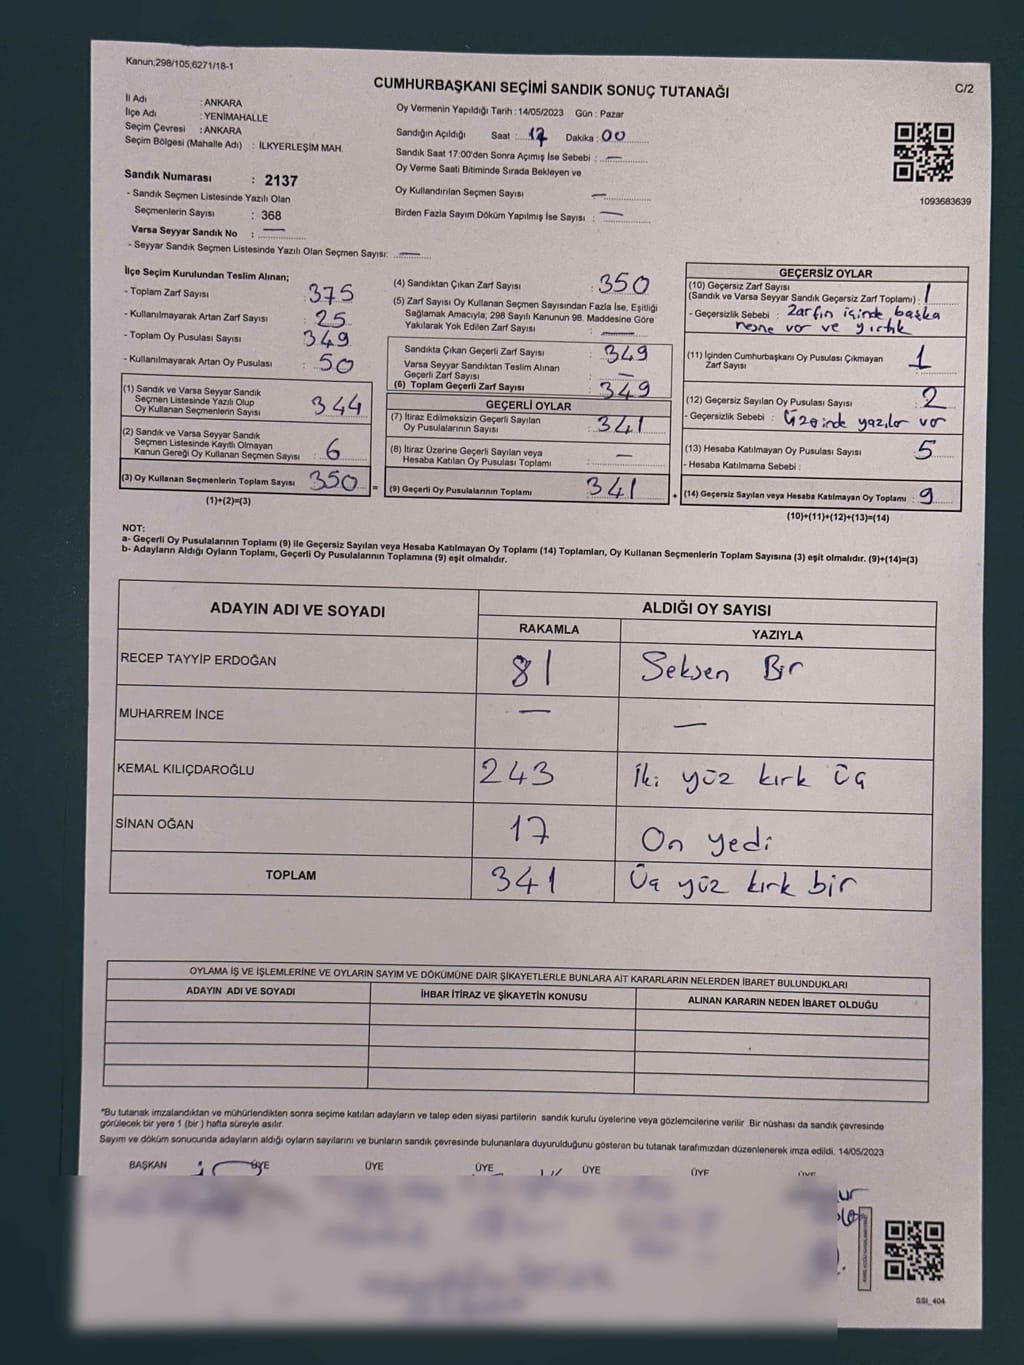 Kanun,298/105,6271/18-1
CUMHURBAŞKANI SEÇİMİ SANDIK SONUÇ TUTANAĞI
C/2
İl Adı : ANKARA
İlçe Adı : YENİMAHALLE
Seçim Çevresi : ANKARA
Seçim Bölgesi (Mahalle Adı) : İLKYERLEŞİM MAH.
Sandık Numarası : 2137
- Sandık Seçmen Listesinde Yazılı Olan
Seçmenlerin Sayısı : 368
Varsa Seyyar Sandık No : —
- Seyyar Sandık Seçmen Listesinde Yazılı Olan Seçmen Sayısı: —
Oy Vermenin Yapıldığı Tarih : 14/05/2023 Gün : Pazar
Sandığın Açıldığı Saat : 17 Dakika : 00
Sandık Saat 17:00'den Sonra Açımış İse Sebebi : —
Oy Verme Saati Bitiminde Sırada Bekleyen ve
Oy Kullandırılan Seçmen Sayısı —
Birden Fazla Sayım Döküm Yapılmış İse Sayısı : —
1093683639
İlçe Seçim Kurulundan Teslim Alınan;
- Toplam Zarf Sayısı : 375
- Kullanılmayarak Artan Zarf Sayısı : 25
- Toplam Oy Pusulası Sayısı : 349
- Kullanılmayarak Artan Oy Pusulası : 50
(1) Sandık ve Varsa Seyyar Sandık
Seçmen Listesinde Yazılı Olup
Oy Kullanan Seçmenlerin Sayısı : 344
(2) Sandık ve Varsa Seyyar Sandık
Seçmen Listesinde Kayıtlı Olmayan
Kanun Gereği Oy Kullanan Seçmen Sayısı : 6
(3) Oy Kullanan Seçmenlerin Toplam Sayısı : 350 =
(1)+(2)=(3)
(4) Sandıktan Çıkan Zarf Sayısı : 350
(5) Zarf Sayısı Oy Kullanan Seçmen Sayısından Fazla İse, Eşitliği
Sağlamak Amacıyla; 298 Sayılı Kanunun 98. Maddesine Göre
Yakılarak Yok Edilen Zarf Sayısı : —
Sandıkta Çıkan Geçerli Zarf Sayısı : 349
Varsa Seyyar Sandıktan Teslim Alınan
Geçerli Zarf Sayısı : —
(6) Toplam Geçerli Zarf Sayısı : 349
GEÇERLİ OYLAR
(7) İtiraz Edilmeksizin Geçerli Sayılan
Oy Pusulalarının Sayısı : 341
(8) İtiraz Üzerine Geçerli Sayılan veya
Hesaba Katılan Oy Pusulası Toplamı : —
(9) Geçerli Oy Pusulalarının Toplamı : 341 +
GEÇERSİZ OYLAR
(10) Geçersiz Zarf Sayısı
(Sandık ve Varsa Seyyar Sandık Geçersiz Zarf Toplamı) : 1
- Geçersizlik Sebebi : Zarfın içinde başka
nesne var ve yırtık
(11) İçinden Cumhurbaşkanı Oy Pusulası Çıkmayan
Zarf Sayısı : 1
(12) Geçersiz Sayılan Oy Pusulası Sayısı : 2
- Geçersizlik Sebebi : Üzerinde yazılar var
(13) Hesaba Katılmayan Oy Pusulası Sayısı : 5
- Hesaba Katılmama Sebebi :
(14) Geçersiz Sayılan veya Hesaba Katılmayan Oy Toplamı : 9
(10)+(11)+(12)+(13)=(14)
NOT:
a- Geçerli Oy Pusulalarının Toplamı (9) ile Geçersiz Sayılan veya Hesaba Katılmayan Oy Toplamı (14) Toplamları, Oy Kullanan Seçmenlerin Toplam Sayısına (3) eşit olmalıdır. (9)+(14)=(3)
b- Adayların Aldığı Oyların Toplamı, Geçerli Oy Pusulalarının Toplamına (9) eşit olmalıdır.
ADAYIN ADI VE SOYADI ALDIĞI OY SAYISI
RAKAMLA YAZIYLA
RECEP TAYYİP ERDOĞAN 81 Seksen Bir
MUHARREM İNCE — —
KEMAL KILIÇDAROĞLU 243 İki yüz kırk üç
SİNAN OĞAN 17 On yedi
TOPLAM 341 Üç yüz kırk bir
OYLAMA İŞ VE İŞLEMLERİNE VE OYLARIN SAYIM VE DÖKÜMÜNE DAİR ŞİKAYETLERLE BUNLARA AİT KARARLARIN NELERDEN İBARET BULUNDUKLARI
ADAYIN ADI VE SOYADI İHBAR İTİRAZ VE ŞİKAYETİN KONUSU ALINAN KARARIN NEDEN İBARET OLDUĞU
"Bu tutanak imzalandıktan ve mühürlendikten sonra seçime katılan adayların ve talep eden siyasi partilerin sandık kurulu üyelerine veya gözlemcilerine verilir. Bir nüshası da sandık çevresinde
görülecek bir yere 1 (bir ) hafta süreyle asılır.
Sayım ve döküm sonucunda adayların aldığı oyların sayılarını ve bunların sandık çevresinde bulunanlara duyurulduğunu gösteren bu tutanak tarafımızdan düzenlenerek imza edildi. 14/05/2023
BAŞKAN ÜYE ÜYE ÜYE ÜYE ÜYE ÜYE
SSI_404